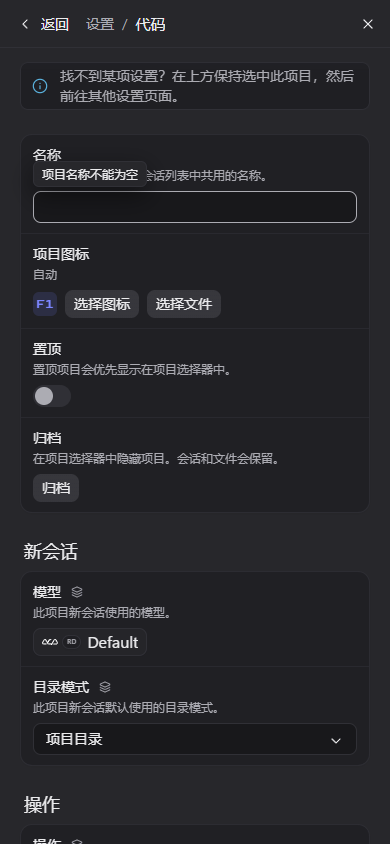 返回 设置 / 代码
找不到某项设置？在上方保持选中此项目，然后
前往其他设置页面。
名称
项目名称不能为空
会话列表中共用的名称。
项目图标
自动
F1 选择图标 选择文件
置顶
置顶项目会优先显示在项目选择器中。
归档
在项目选择器中隐藏项目。会话和文件会保留。
归档
新会话
模型
此项目新会话使用的模型。
RD Default
目录模式
此项目新会话默认使用的目录模式。
项目目录
操作
操作